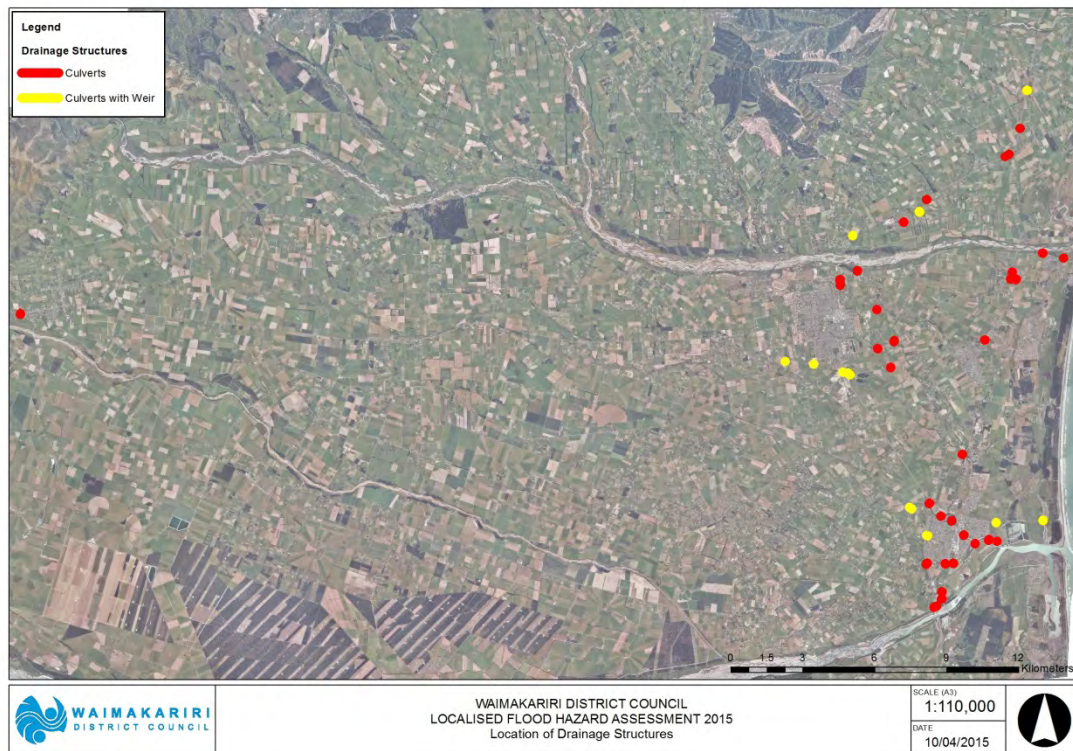 Legend
Drainage Structures
Culverts
Culverts with Weir
0 1.5 3 6 9 12
Kilometers
WAIMAKARIRI
DISTRICT COUNCIL
WAIMAKARIRI DISTRICT COUNCIL
LOCALISED FLOOD HAZARD ASSESSMENT 2015
Location of Drainage Structures
SCALE (A3)
1:110,000
DATE
10/04/2015